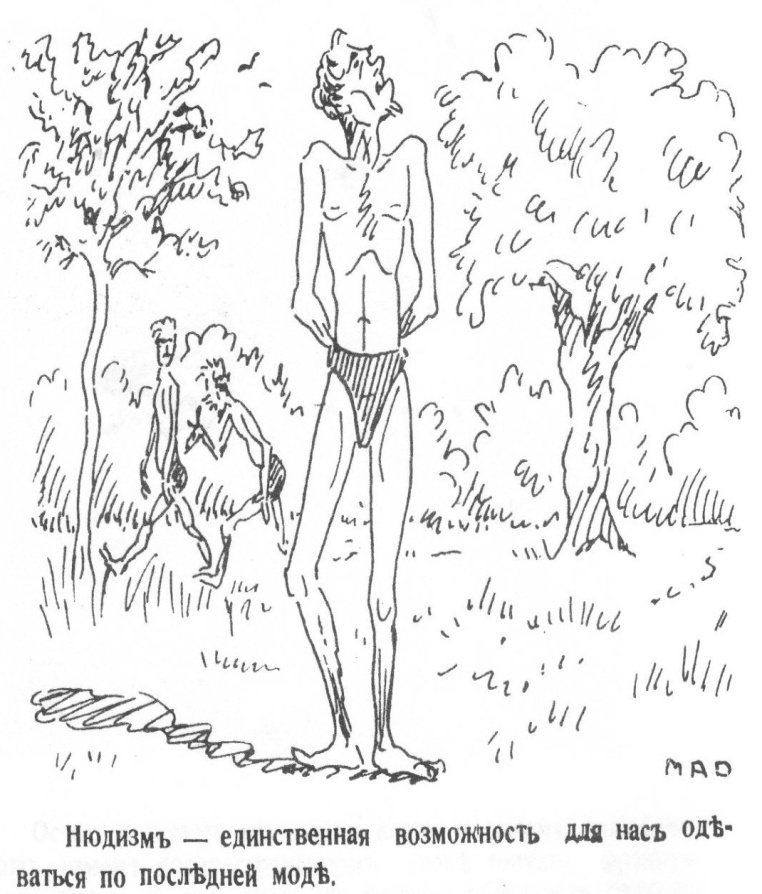 MAD
Нюдизмъ — единственная возможность для насъ одѣ-
ваться по послѣдней модѣ.